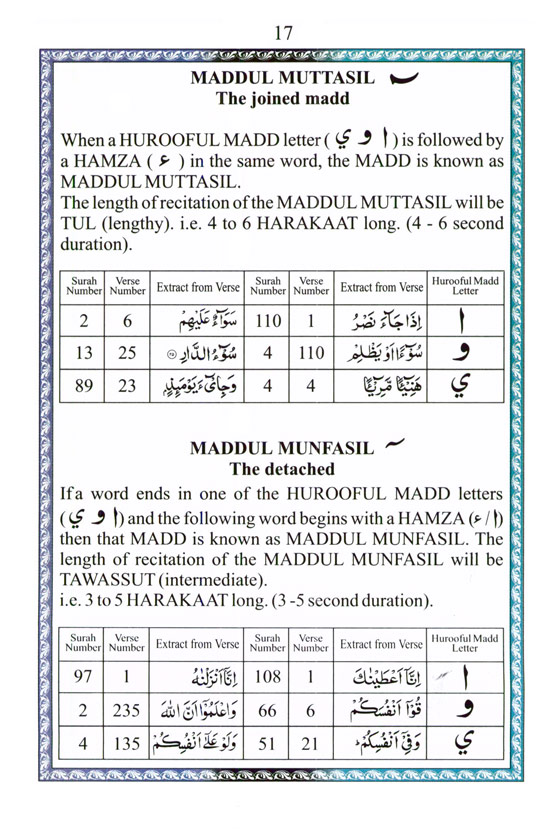 17
MADDUL MUTTASIL ـٓ
The joined madd
When a HUROOFUL MADD letter ( ا و ي ) is followed by
a HAMZA ( ء ) in the same word, the MADD is known as
MADDUL MUTTASIL.
The length of recitation of the MADDUL MUTTASIL will be
TUL (lengthy). i.e. 4 to 6 HARAKAAT long. (4 - 6 second
duration).
Surah Number Verse Number Extract from Verse Surah Number Verse Number Extract from Verse Hurooful Madd Letter
2 6 سَوَآءٌ عَلَيْهِمْ 110 1 اِذَا جَآءَ نَصْرُ ا
13 25 سُوْٓءُ الدَّارِ ۝۲۵ 4 110 سُوْٓءًا اَوْ يَظْلِمْ و
89 23 وَجِایْٓءَ يَوْمَئِذٍۭ 4 4 هَنِيْٓـًٔا مَّرِيْٓـًٔا ي
MADDUL MUNFASIL ~
The detached
If a word ends in one of the HUROOFUL MADD letters
( ا و ي ) and the following word begins with a HAMZA (ء / ا)
then that MADD is known as MADDUL MUNFASIL. The
length of recitation of the MADDUL MUNFASIL will be
TAWASSUT (intermediate).
i.e. 3 to 5 HARAKAAT long. (3 -5 second duration).
Surah Number Verse Number Extract from Verse Surah Number Verse Number Extract from Verse Hurooful Madd Letter
97 1 اِنَّاۤ اَنْزَلْنٰهُ 108 1 اِنَّاۤ اَعْطَيْنٰكَ ا
2 235 وَاعْلَمُوْۤا اَنَّ اللّٰهَ 66 6 قُوْۤا اَنْفُسَكُمْ و
4 135 وَلَوْ عَلٰٓى اَنْفُسِكُمْ 51 21 وَفِیْۤ اَنْفُسِكُمْ ي